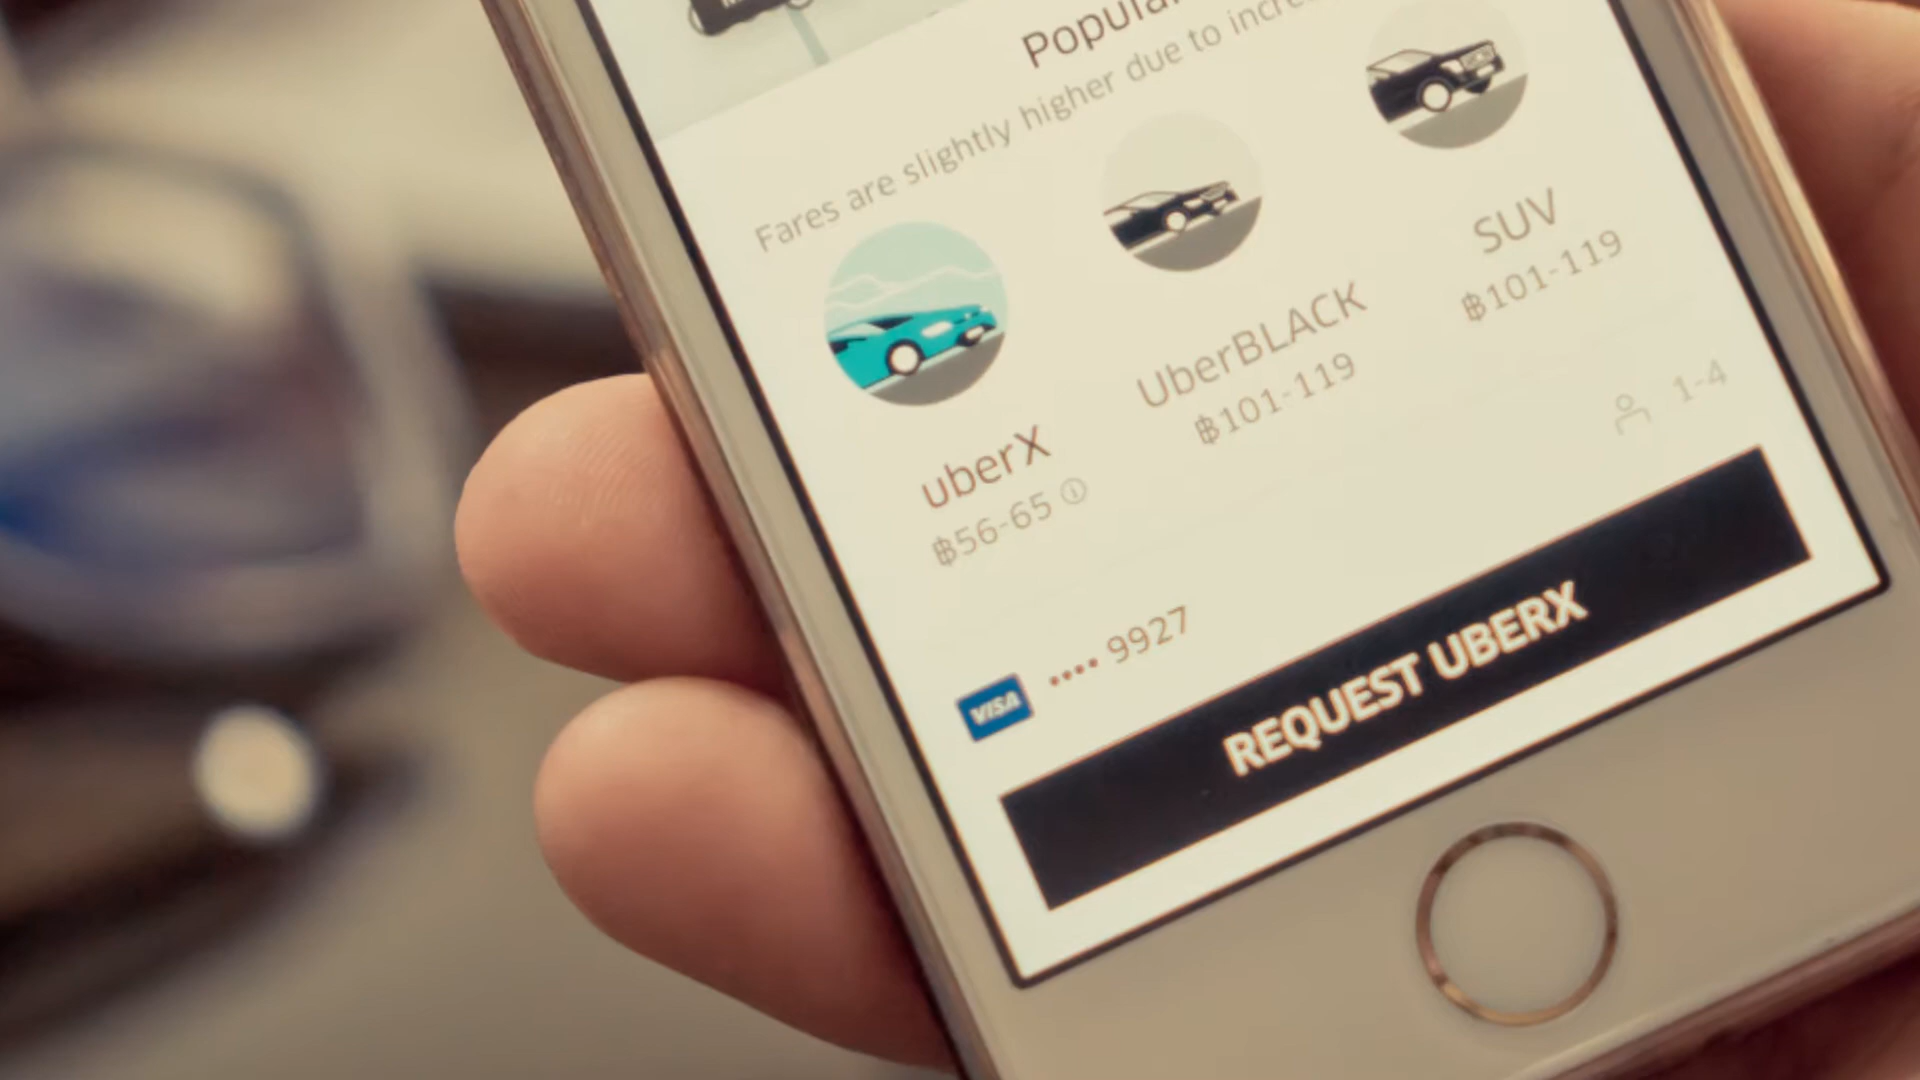 Popular
Fares are slightly higher due to incre
uberX
฿56-65
UberBLACK
฿101-119
SUV
฿101-119
1-4
VISA •••• 9927
REQUEST UBERX